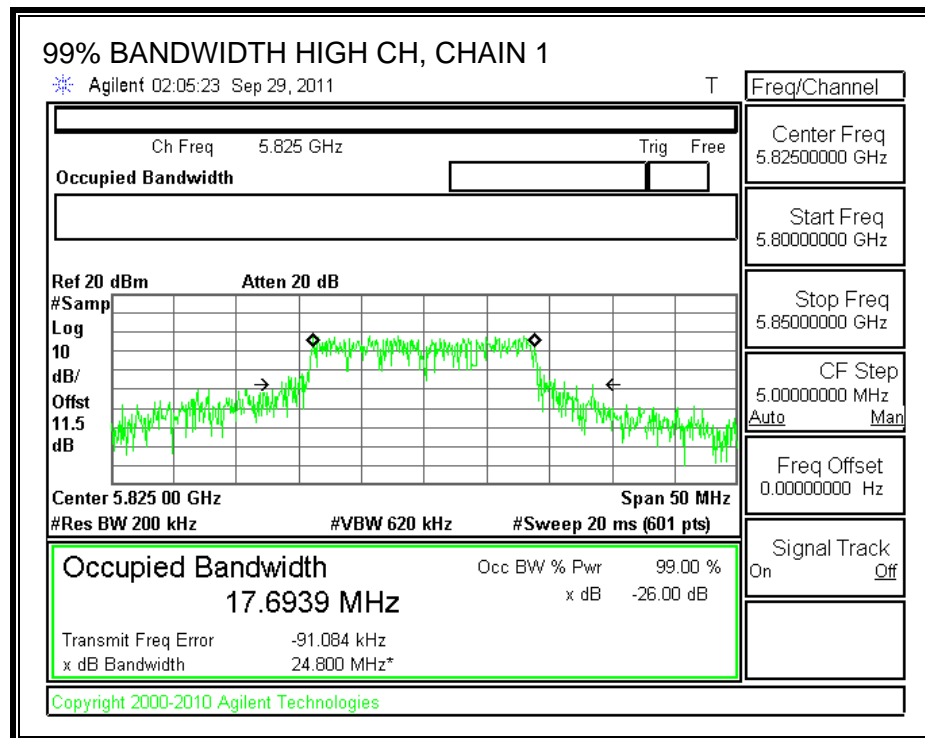 99% BANDWIDTH HIGH CH, CHAIN 1
Agilent 02:05:23 Sep 29, 2011 T
Freq/Channel
Ch Freq 5.825 GHz Trig Free
Occupied Bandwidth
Center Freq
5.82500000 GHz
Start Freq
5.80000000 GHz
Stop Freq
5.85000000 GHz
CF Step
5.00000000 MHz
Auto Man
Freq Offset
0.00000000 Hz
Signal Track
On Off
Ref 20 dBm Atten 20 dB
#Samp
Log
10
dB/
Offst
11.5
dB
Center 5.825 00 GHz Span 50 MHz
#Res BW 200 kHz #VBW 620 kHz #Sweep 20 ms (601 pts)
Occupied Bandwidth
17.6939 MHz
Occ BW % Pwr 99.00 %
x dB -26.00 dB
Transmit Freq Error -91.084 kHz
x dB Bandwidth 24.800 MHz*
Copyright 2000-2010 Agilent Technologies